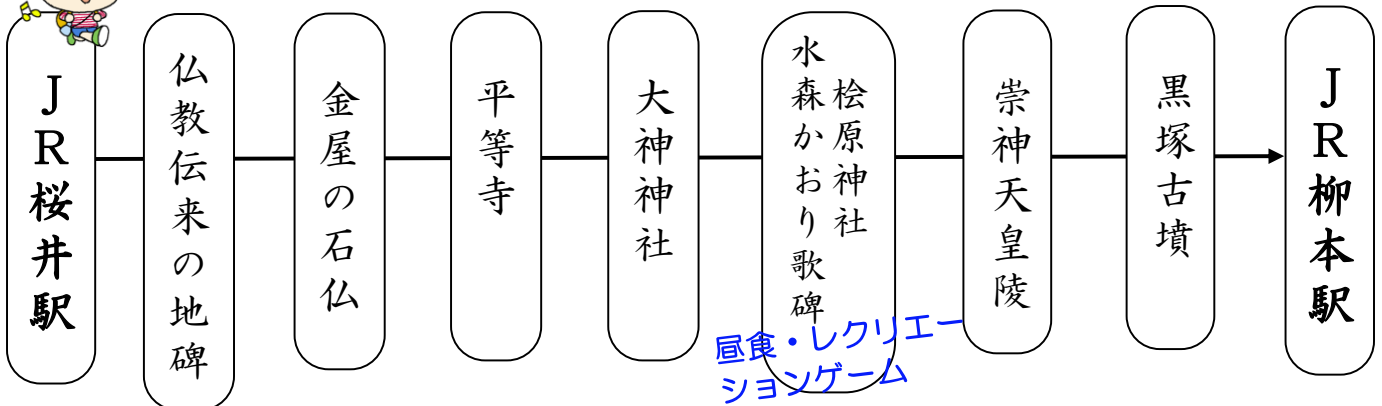 JR桜井駅
仏教伝来の地碑
金屋の石仏
平等寺
大神神社
桧原神社
水森かおり歌碑
昼食・レクリエー
ションゲーム
崇神天皇陵
黒塚古墳
JR柳本駅